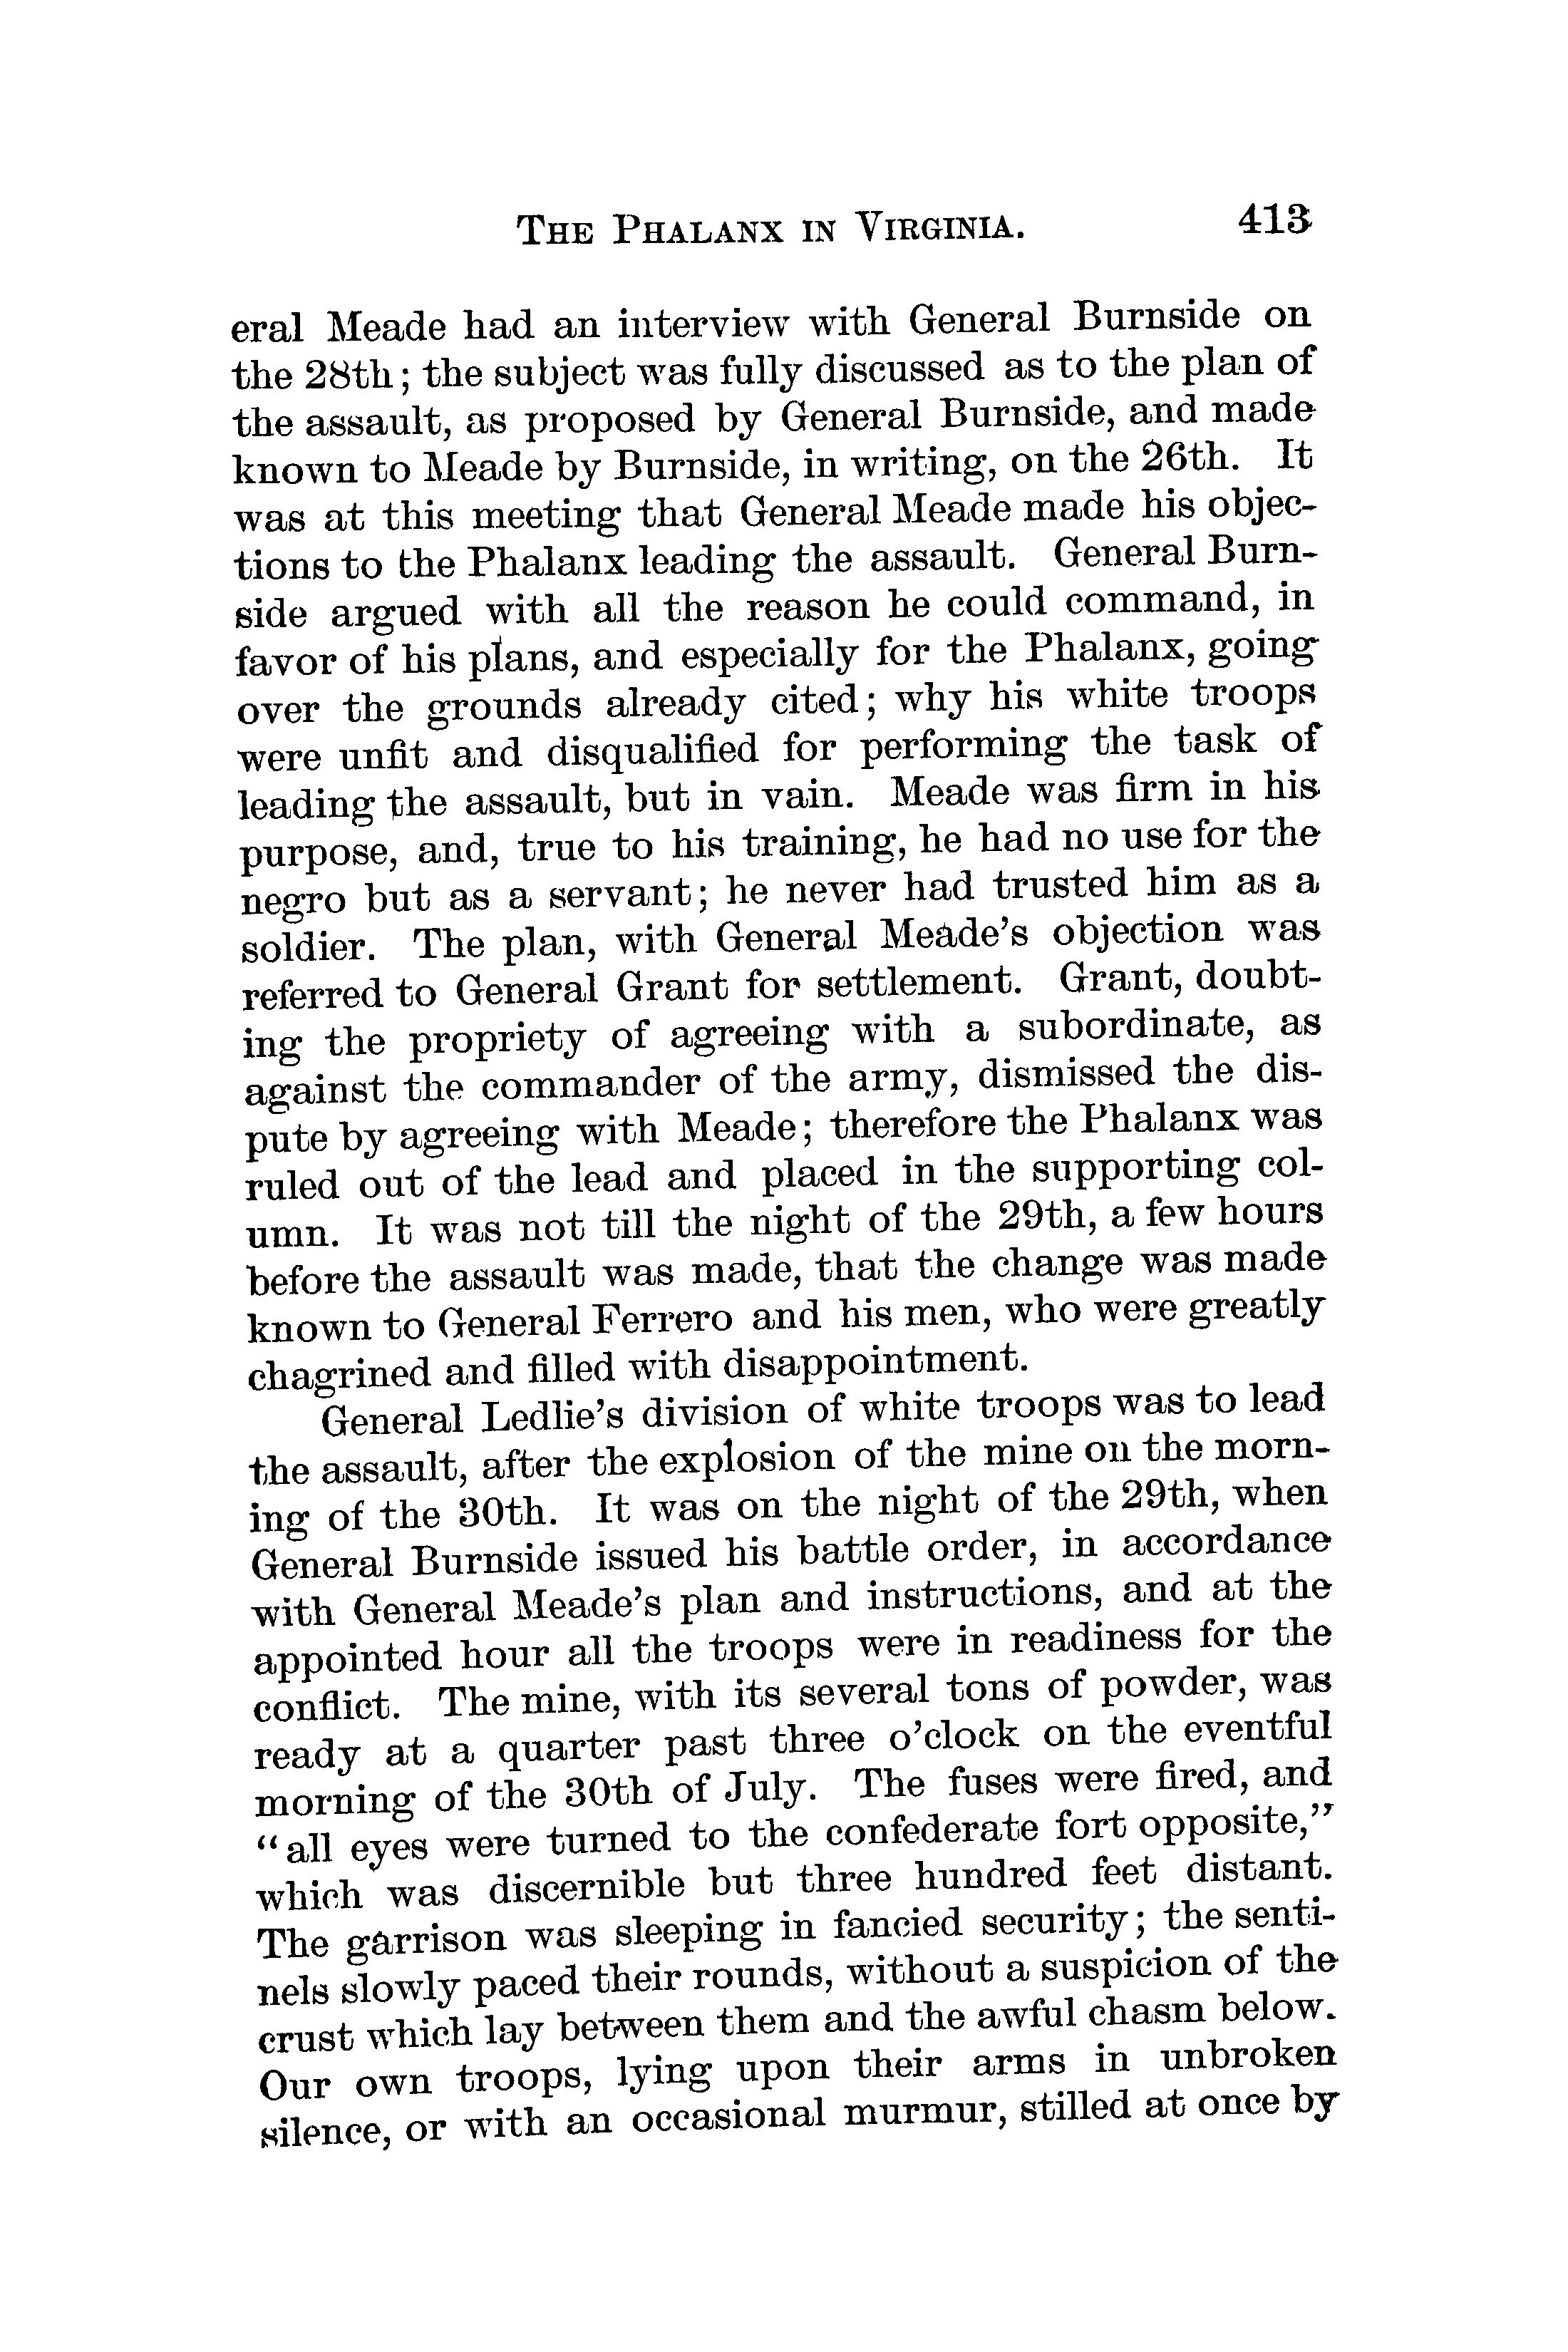 THE PHALANX IN VIRGINIA. 413
eral Meade had an interview with General Burnside on
the 28th; the subject was fully discussed as to the plan of
the assault, as proposed by General Burnside, and made
known to Meade by Burnside, in writing, on the 26th. It
was at this meeting that General Meade made his objec-
tions to the Phalanx leading the assault. General Burn-
side argued with all the reason he could command, in
favor of his plans, and especially for the Phalanx, going
over the grounds already cited; why his white troops
were unfit and disqualified for performing the task of
leading the assault, but in vain. Meade was firm in his
purpose, and, true to his training, he had no use for the
negro but as a servant; he never had trusted him as a
soldier. The plan, with General Meade's objection was
referred to General Grant for settlement. Grant, doubt-
ing the propriety of agreeing with a subordinate, as
against the commander of the army, dismissed the dis-
pute by agreeing with Meade; therefore the Phalanx was
ruled out of the lead and placed in the supporting col-
umn. It was not till the night of the 29th, a few hours
before the assault was made, that the change was made
known to General Ferrero and his men, who were greatly
chagrined and filled with disappointment.
General Ledlie's division of white troops was to lead
the assault, after the explosion of the mine on the morn-
ing of the 30th. It was on the night of the 29th, when
General Burnside issued his battle order, in accordance
with General Meade's plan and instructions, and at the
appointed hour all the troops were in readiness for the
conflict. The mine, with its several tons of powder, was
ready at a quarter past three o'clock on the eventful
morning of the 30th of July. The fuses were fired, and
"all eyes were turned to the confederate fort opposite,"
which was discernible but three hundred feet distant.
The garrison was sleeping in fancied security; the senti-
nels slowly paced their rounds, without a suspicion of the
crust which lay between them and the awful chasm below.
Our own troops, lying upon their arms in unbroken
silence, or with an occasional murmur, stilled at once by